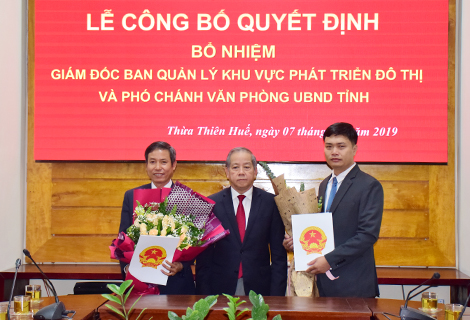 LỄ CÔNG BỐ QUYẾT ĐỊNH
BỔ NHIỆM
GIÁM ĐỐC BAN QUẢN LÝ KHU VỰC PHÁT TRIỂN ĐÔ THỊ
VÀ PHÓ CHÁNH VĂN PHÒNG UBND TỈNH
Thừa Thiên Huế, ngày 07 tháng 2019